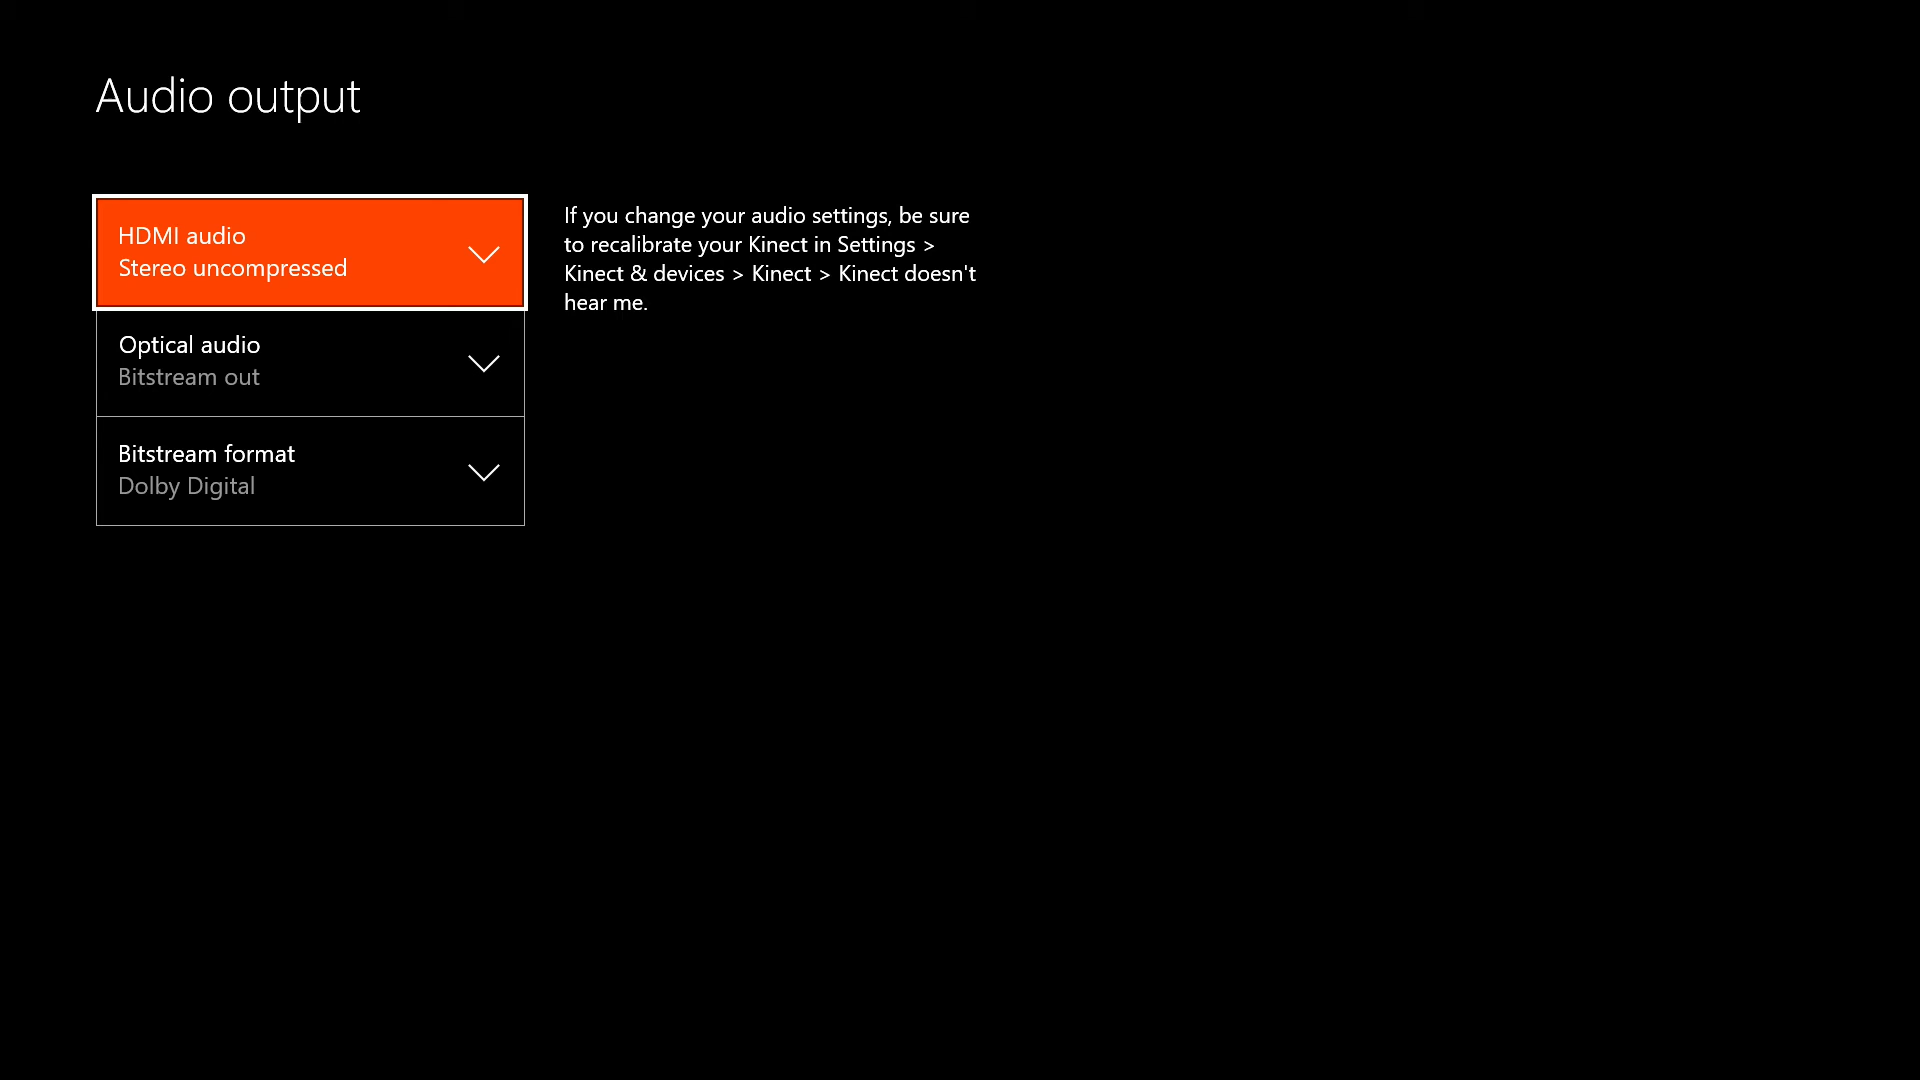 Audio output
HDMI audio
Stereo uncompressed
Optical audio
Bitstream out
Bitstream format
Dolby Digital
If you change your audio settings, be sure
to recalibrate your Kinect in Settings >
Kinect & devices > Kinect > Kinect doesn't
hear me.